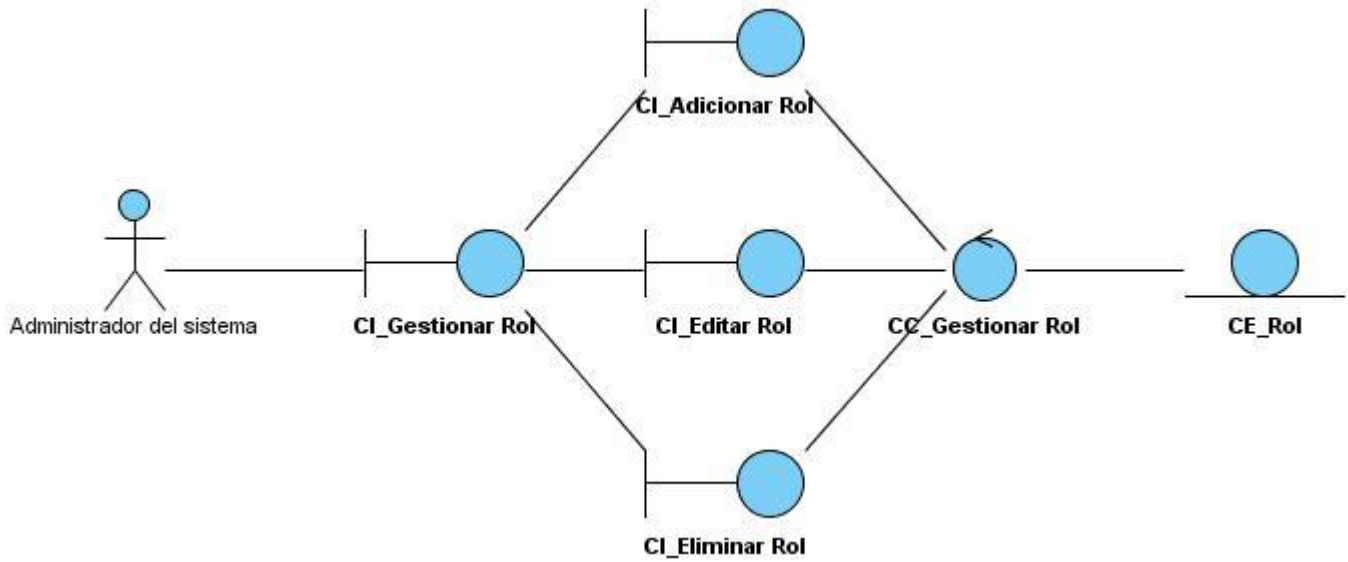 CI_Adicionar Rol
Administrador del sistema
CI_Gestionar Rol
CI_Editar Rol
CC_Gestionar Rol
CE_Rol
CI_Eliminar Rol